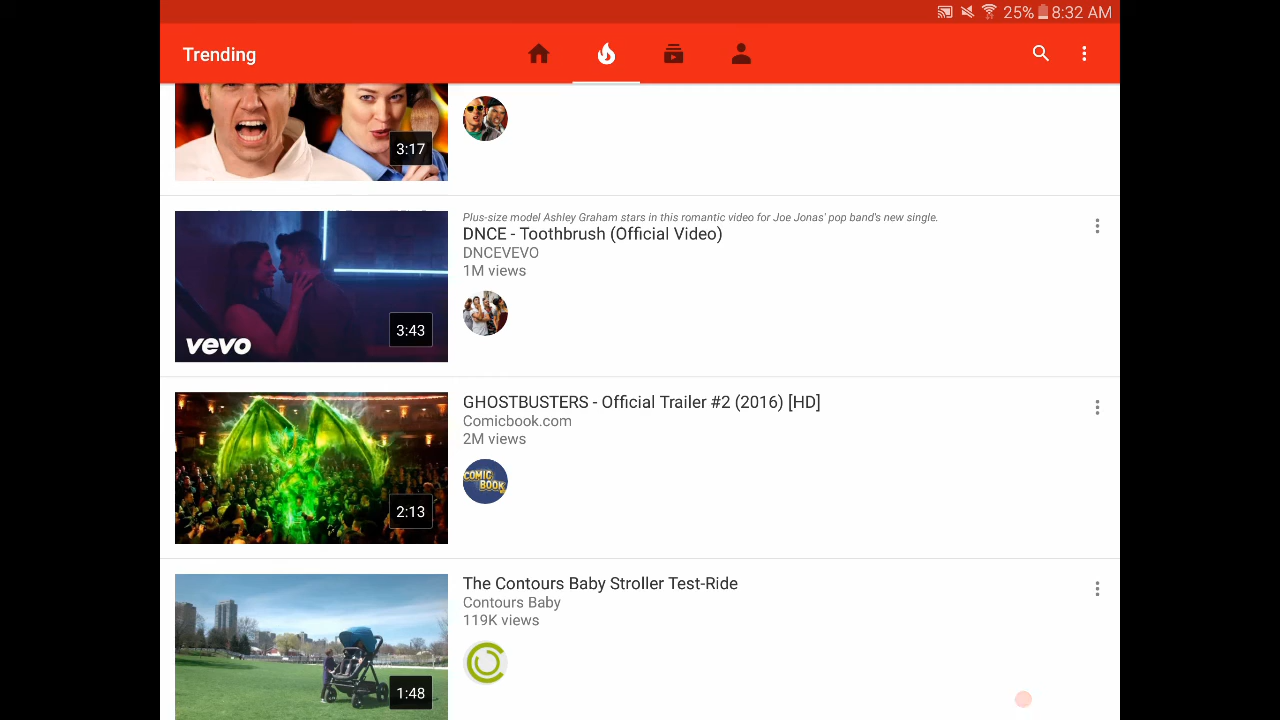 25% 8:32 AM
Trending
3:17
Plus-size model Ashley Graham stars in this romantic video for Joe Jonas' pop band's new single.
DNCE - Toothbrush (Official Video)
DNCEVEVO
1M views
vevo
3:43
GHOSTBUSTERS - Official Trailer #2 (2016) [HD]
Comicbook.com
2M views
COMIC
BOOK
2:13
The Contours Baby Stroller Test-Ride
Contours Baby
119K views
1:48